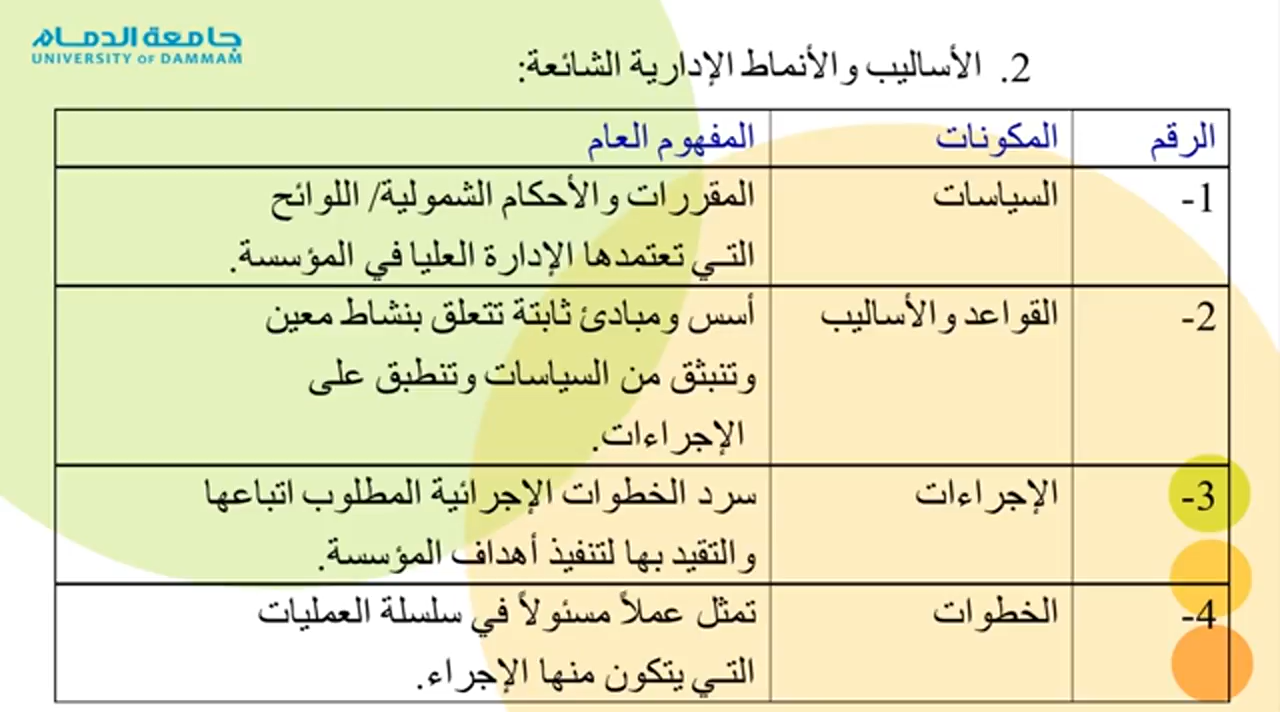 جامعة الدمام
UNIVERSITY OF DAMMAM
2. الأساليب والأنماط الإدارية الشائعة:
الرقم المكونات المفهوم العام
1- السياسات المقررات والأحكام الشمولية/ اللوائح
التي تعتمدها الإدارة العليا في المؤسسة.
2- القواعد والأساليب أسس ومبادئ ثابتة تتعلق بنشاط معين
وتنبثق من السياسات وتنطبق على
الإجراءات.
3- الإجراءات سرد الخطوات الإجرائية المطلوب اتباعها
والتقيد بها لتنفيذ أهداف المؤسسة.
4- الخطوات تمثل عملاً مسئولاً في سلسلة العمليات
التي يتكون منها الإجراء.